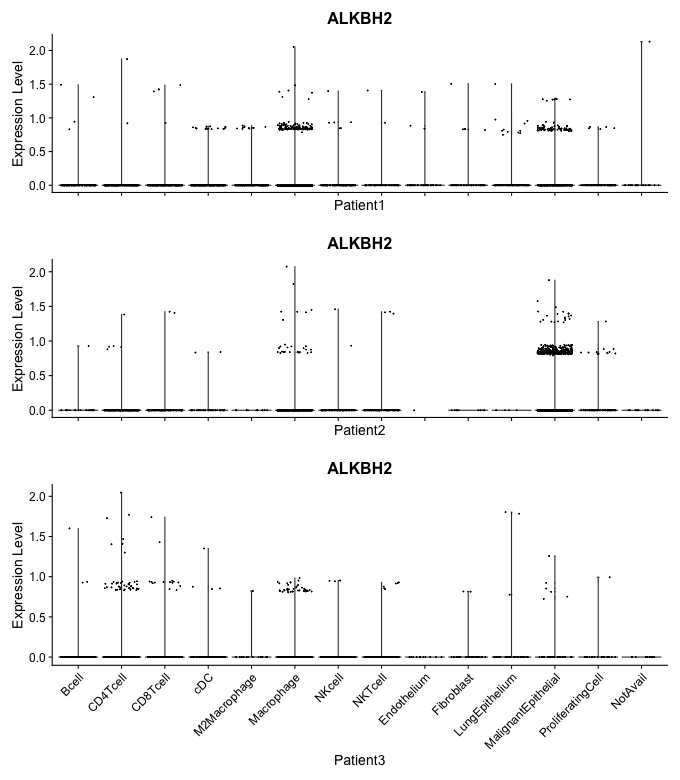 ALKBH2
Expression Level
2.0
1.5
1.0
0.5
0.0
Patient1
ALKBH2
Expression Level
2.0
1.5
1.0
0.5
0.0
Patient2
ALKBH2
Expression Level
2.0
1.5
1.0
0.5
0.0
Bcell
CD4Tcell
CD8Tcell
cDC
M2Macrophage
Macrophage
NKcell
NKTcell
Endothelium
Fibroblast
LungEpithelium
MalignantEpithelial
ProliferatingCell
NotAvail
Patient3